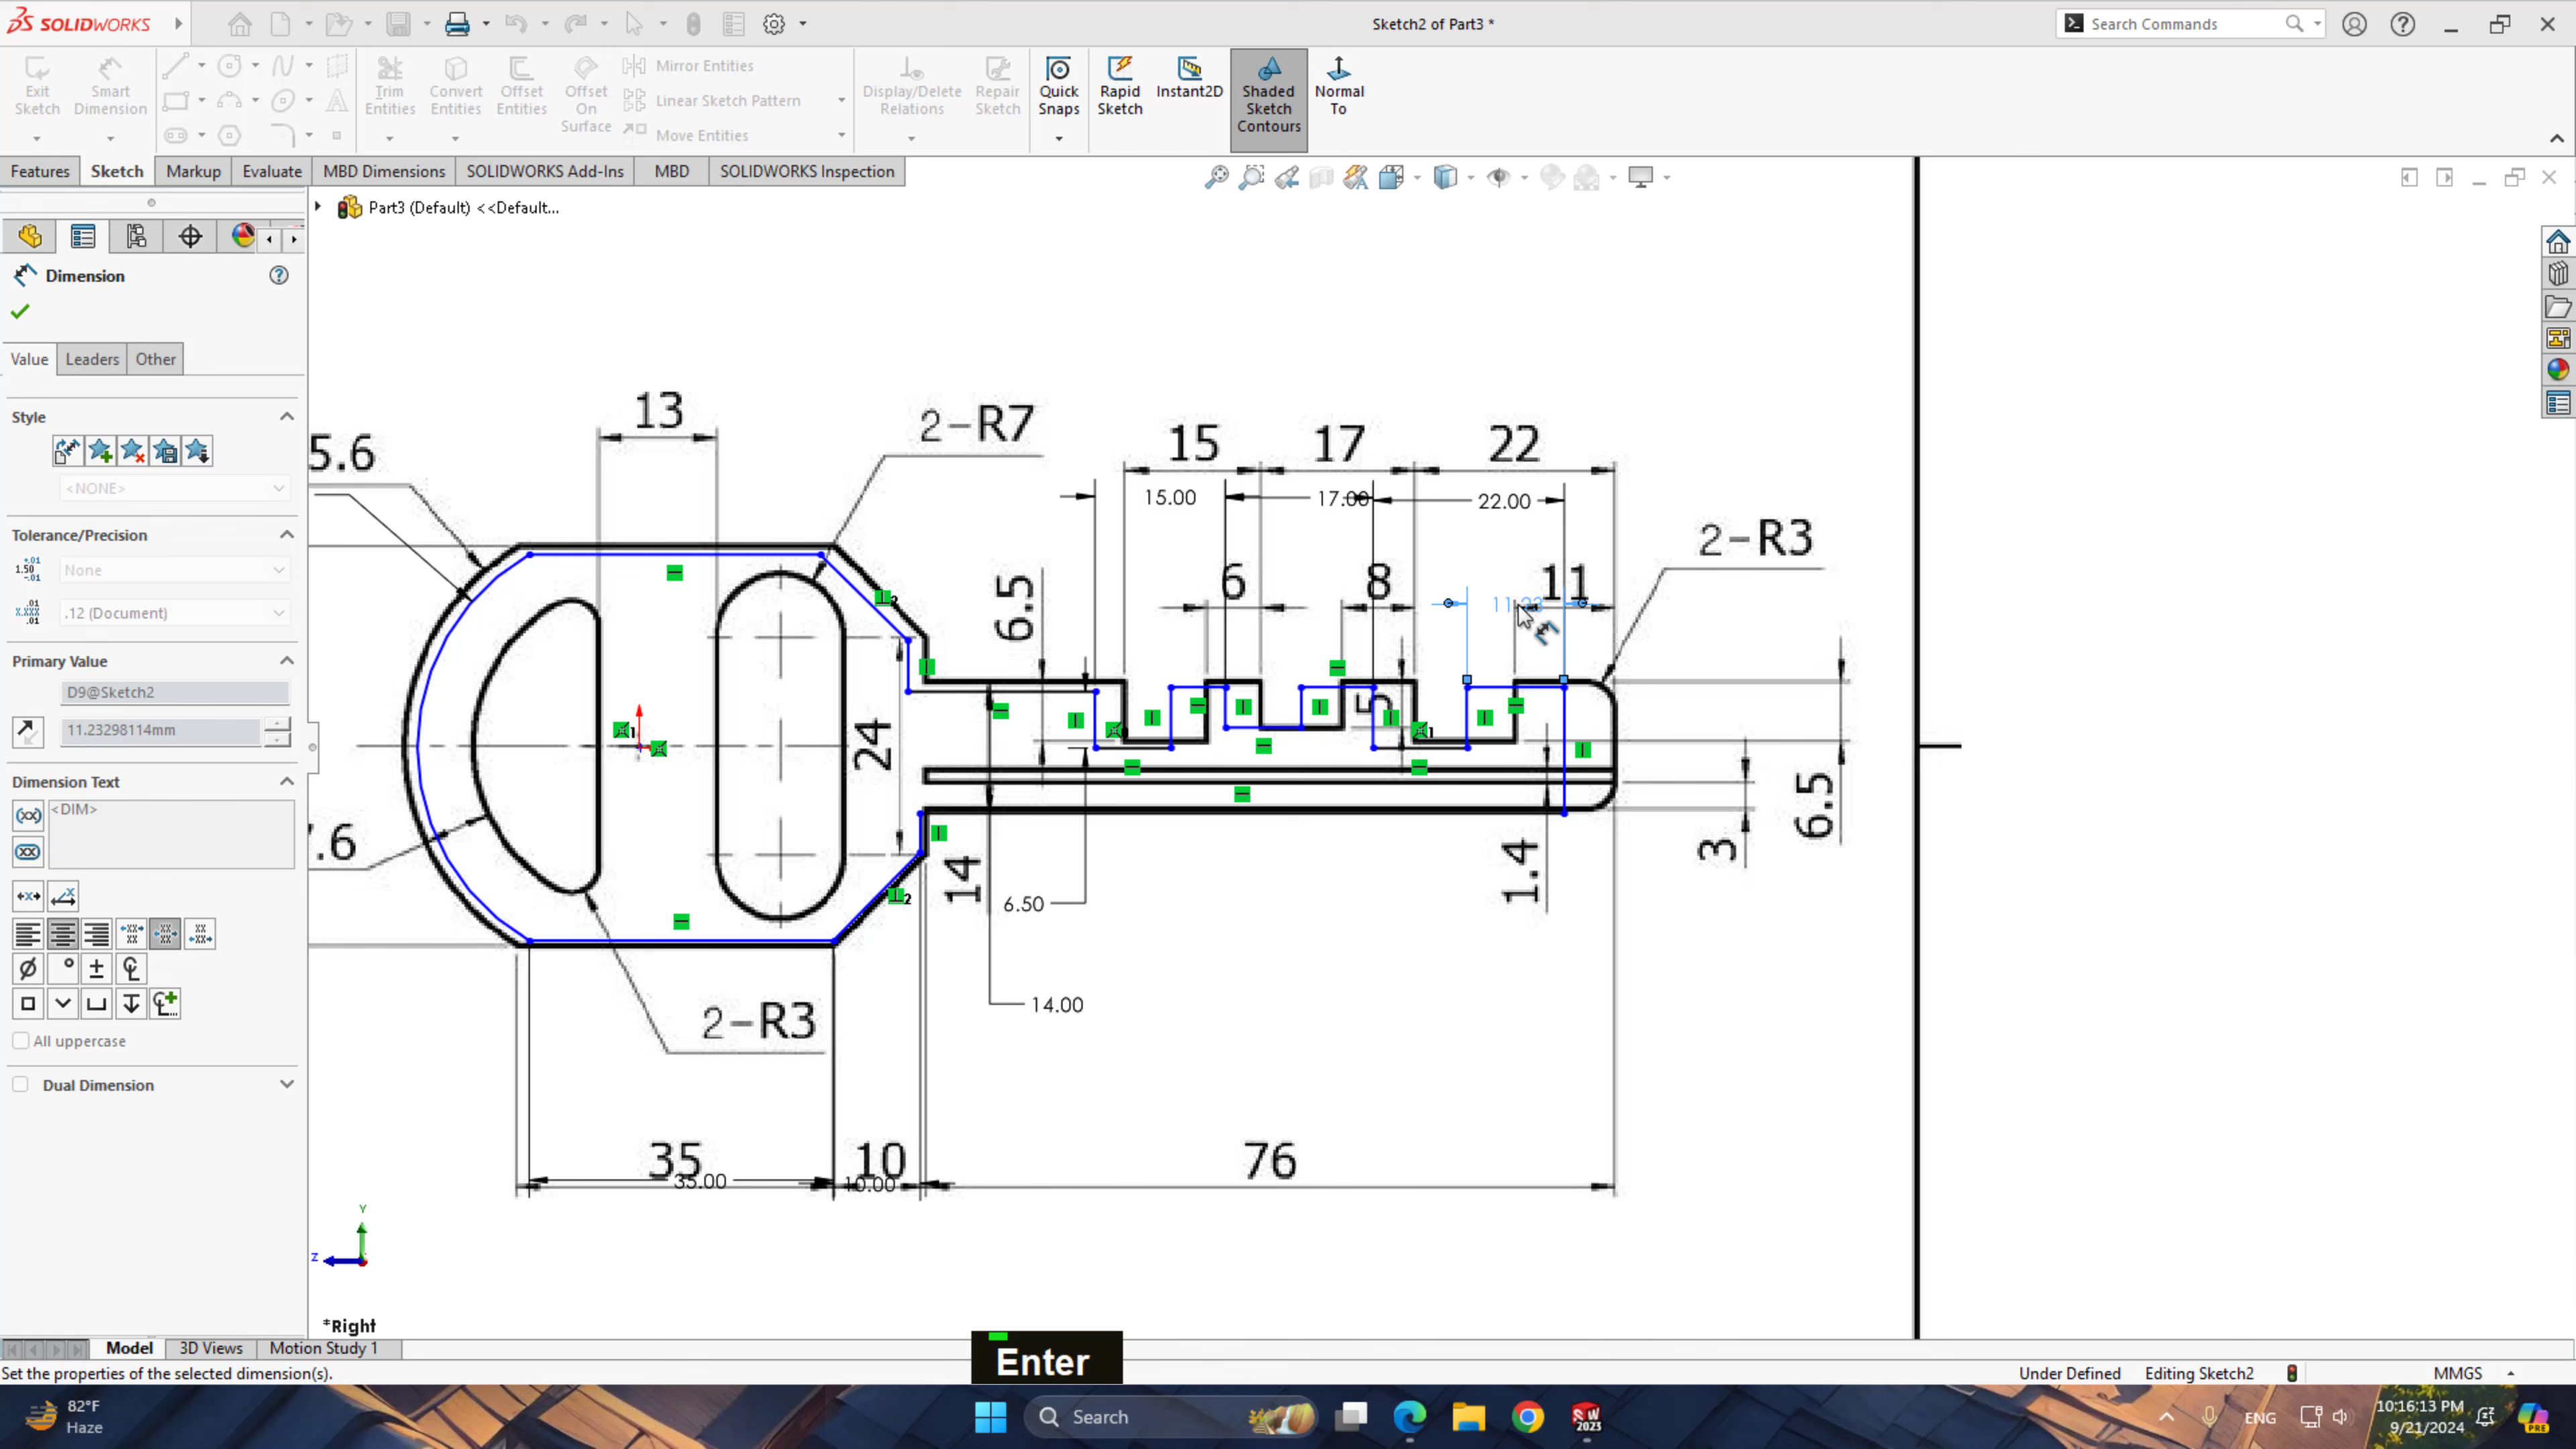 SOLIDWORKS
Sketch2 of Part3 *
Search Commands
Exit Sketch
Smart Dimension
Trim Entities
Convert Entities
Offset Entities
Offset On Surface
Mirror Entities
Linear Sketch Pattern
Move Entities
Display/Delete Relations
Repair Sketch
Quick Snaps
Rapid Sketch
Instant2D
Shaded Sketch Contours
Normal To
Features Sketch Markup Evaluate MBD Dimensions SOLIDWORKS Add-Ins MBD SOLIDWORKS Inspection
Part3 (Default) <<Default...
Dimension
Value Leaders Other
Style
<NONE>
Tolerance/Precision
None
.12 (Document)
Primary Value
D9@Sketch2
11.23298114mm
Dimension Text
<DIM>
All uppercase
Dual Dimension
13
2-R7
15 17 22
5.6
15.00 17.00 22.00
2-R3
6.5
6 8 11
5
24
14
6.50
14.00
.6
1.4
3
6.5
2-R3
35 10 76
35.00 10.00
Y
Z
*Right
Model 3D Views Motion Study 1
Enter
Set the properties of the selected dimension(s).
Under Defined Editing Sketch2 MMGS
82°F
Haze
Search
SW
2023
ENG
10:16:13 PM
9/21/2024
PRE